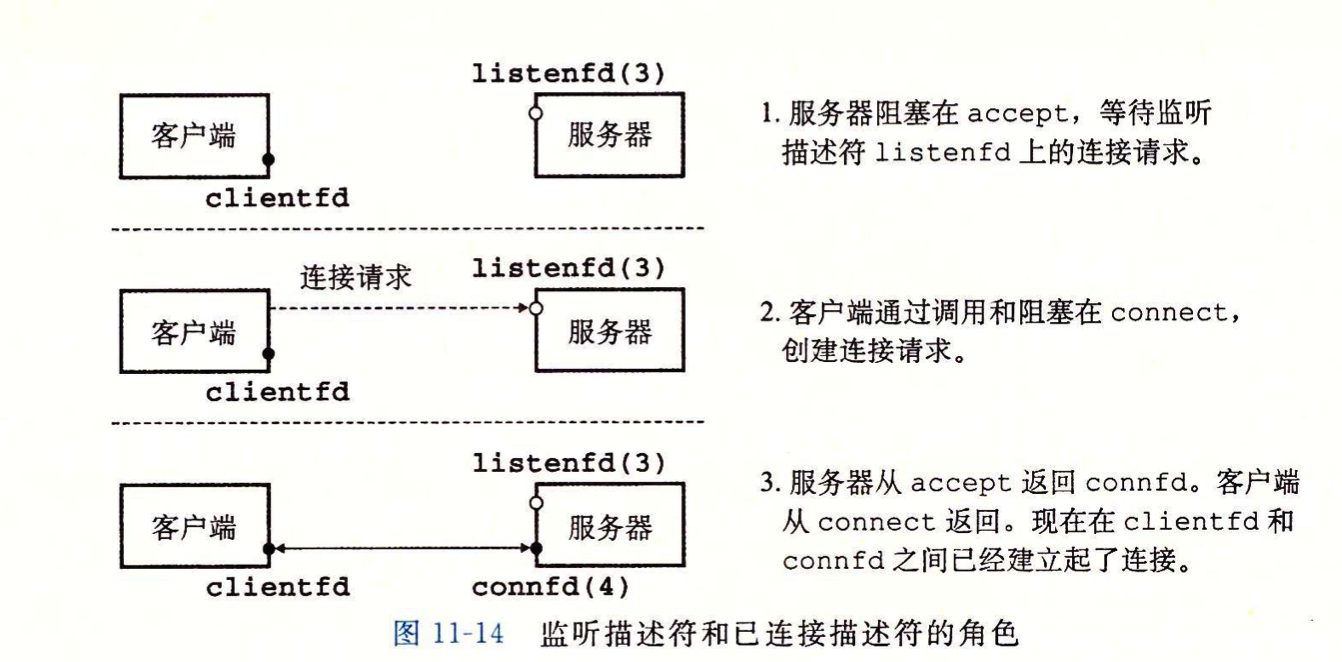 listenfd(3)
客户端
服务器
clientfd
1. 服务器阻塞在 accept，等待监听
描述符 listenfd 上的连接请求。
连接请求
listenfd(3)
客户端
服务器
clientfd
2. 客户端通过调用和阻塞在 connect，
创建连接请求。
listenfd(3)
客户端
服务器
clientfd
connfd(4)
3. 服务器从 accept 返回 connfd。客户端
从 connect 返回。现在在 clientfd 和
connfd 之间已经建立起了连接。
图 11-14 监听描述符和已连接描述符的角色